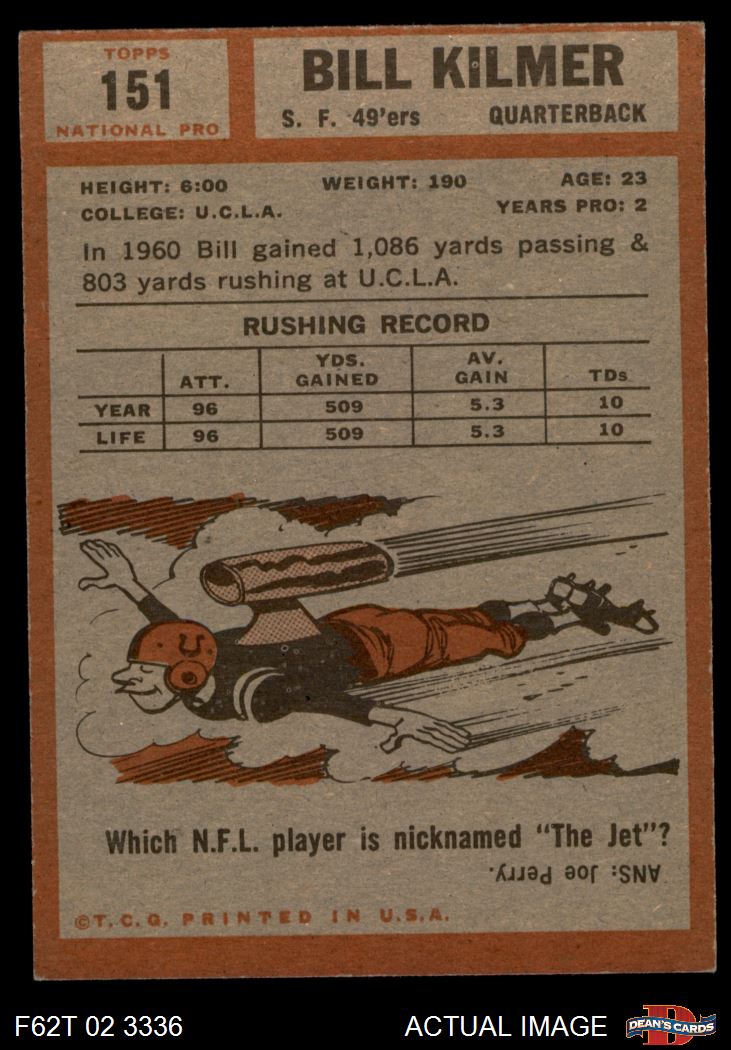 TOPPS
151
NATIONAL PRO
BILL KILMER
S. F. 49'ers QUARTERBACK
HEIGHT: 6:00 WEIGHT: 190 AGE: 23
COLLEGE: U.C.L.A. YEARS PRO: 2
In 1960 Bill gained 1,086 yards passing &
803 yards rushing at U.C.L.A.
RUSHING RECORD
ATT. YDS. GAINED AV. GAIN TDs
YEAR 96 509 5.3 10
LIFE 96 509 5.3 10
Which N.F.L. player is nicknamed "The Jet"?
ANS: Joe Perry.
©T.C.G. PRINTED IN U.S.A.
F62T 02 3336 ACTUAL IMAGE D DEAN'S CARDS